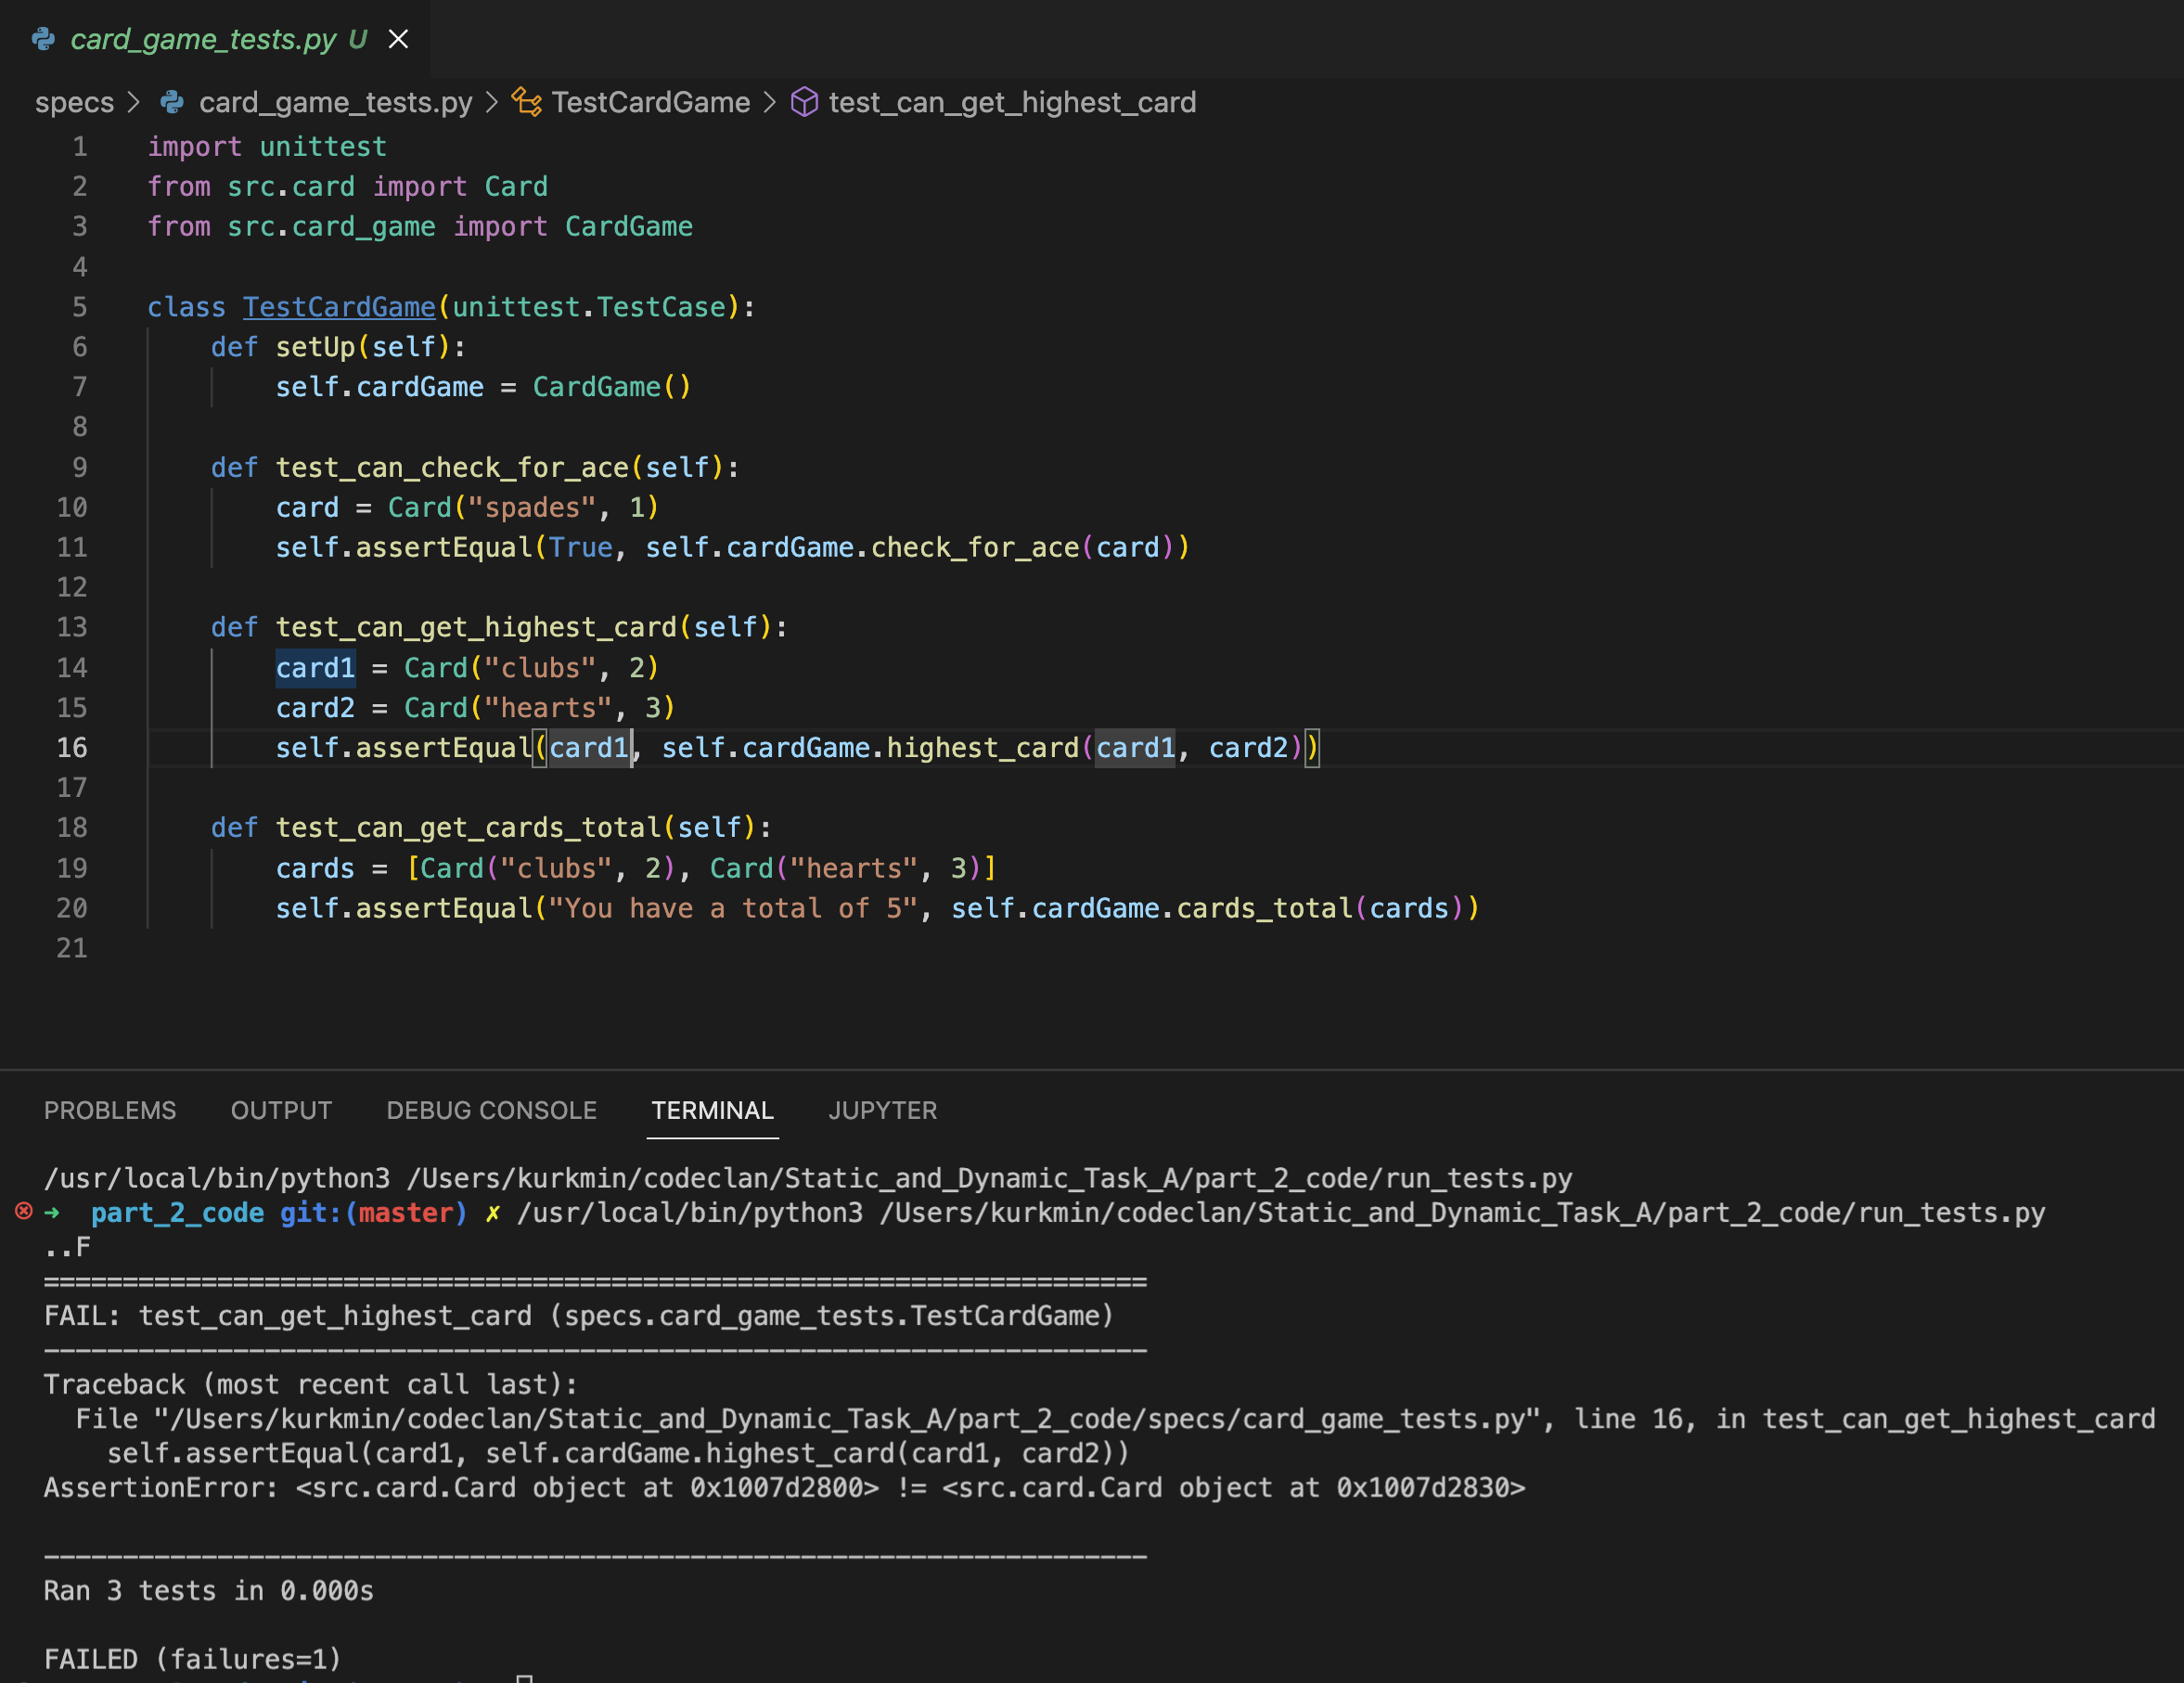 card_game_tests.py U
specs > card_game_tests.py > TestCardGame > test_can_get_highest_card
1 import unittest
2 from src.card import Card
3 from src.card_game import CardGame
4
5 class TestCardGame(unittest.TestCase):
6     def setUp(self):
7         self.cardGame = CardGame()
8
9     def test_can_check_for_ace(self):
10         card = Card("spades", 1)
11         self.assertEqual(True, self.cardGame.check_for_ace(card))
12
13     def test_can_get_highest_card(self):
14         card1 = Card("clubs", 2)
15         card2 = Card("hearts", 3)
16         self.assertEqual(card1, self.cardGame.highest_card(card1, card2))
17
18     def test_can_get_cards_total(self):
19         cards = [Card("clubs", 2), Card("hearts", 3)]
20         self.assertEqual("You have a total of 5", self.cardGame.cards_total(cards))
21
PROBLEMS OUTPUT DEBUG CONSOLE TERMINAL JUPYTER
/usr/local/bin/python3 /Users/kurkmin/codeclan/Static_and_Dynamic_Task_A/part_2_code/run_tests.py
➜ part_2_code git:(master) ✗ /usr/local/bin/python3 /Users/kurkmin/codeclan/Static_and_Dynamic_Task_A/part_2_code/run_tests.py
..F
======================================================================
FAIL: test_can_get_highest_card (specs.card_game_tests.TestCardGame)
----------------------------------------------------------------------
Traceback (most recent call last):
  File "/Users/kurkmin/codeclan/Static_and_Dynamic_Task_A/part_2_code/specs/card_game_tests.py", line 16, in test_can_get_highest_card
    self.assertEqual(card1, self.cardGame.highest_card(card1, card2))
AssertionError: <src.card.Card object at 0x1007d2800> != <src.card.Card object at 0x1007d2830>

----------------------------------------------------------------------
Ran 3 tests in 0.000s

FAILED (failures=1)